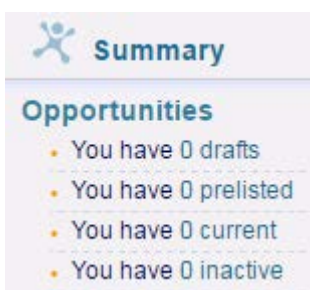 Summary
Opportunities
You have 0 drafts
You have 0 prelisted
You have 0 current
You have 0 inactive